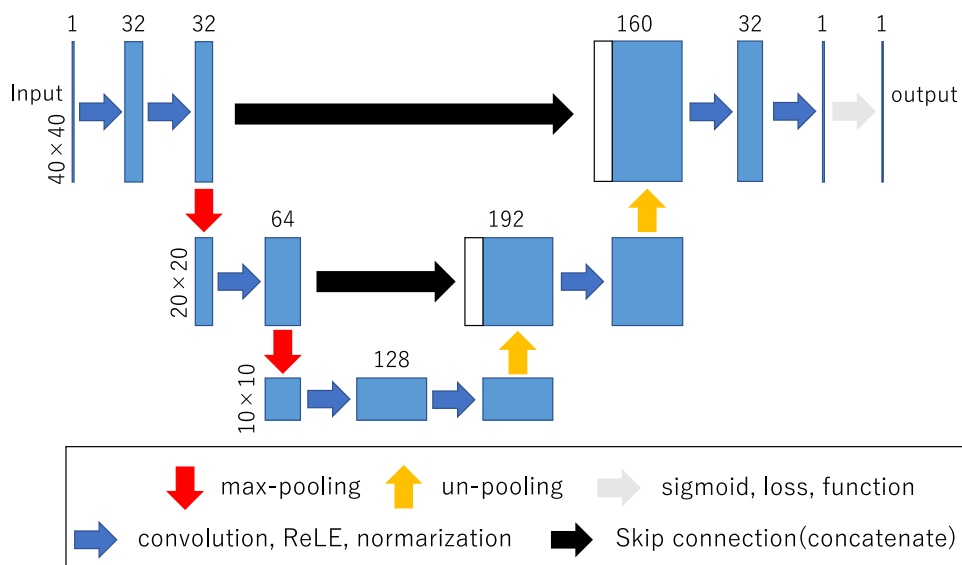 1 32 32 160 32 1 1
Input
output
40×40
64 192
20×20
128
10×10
max-pooling un-pooling sigmoid, loss, function
convolution, ReLE, normarization Skip connection(concatenate)